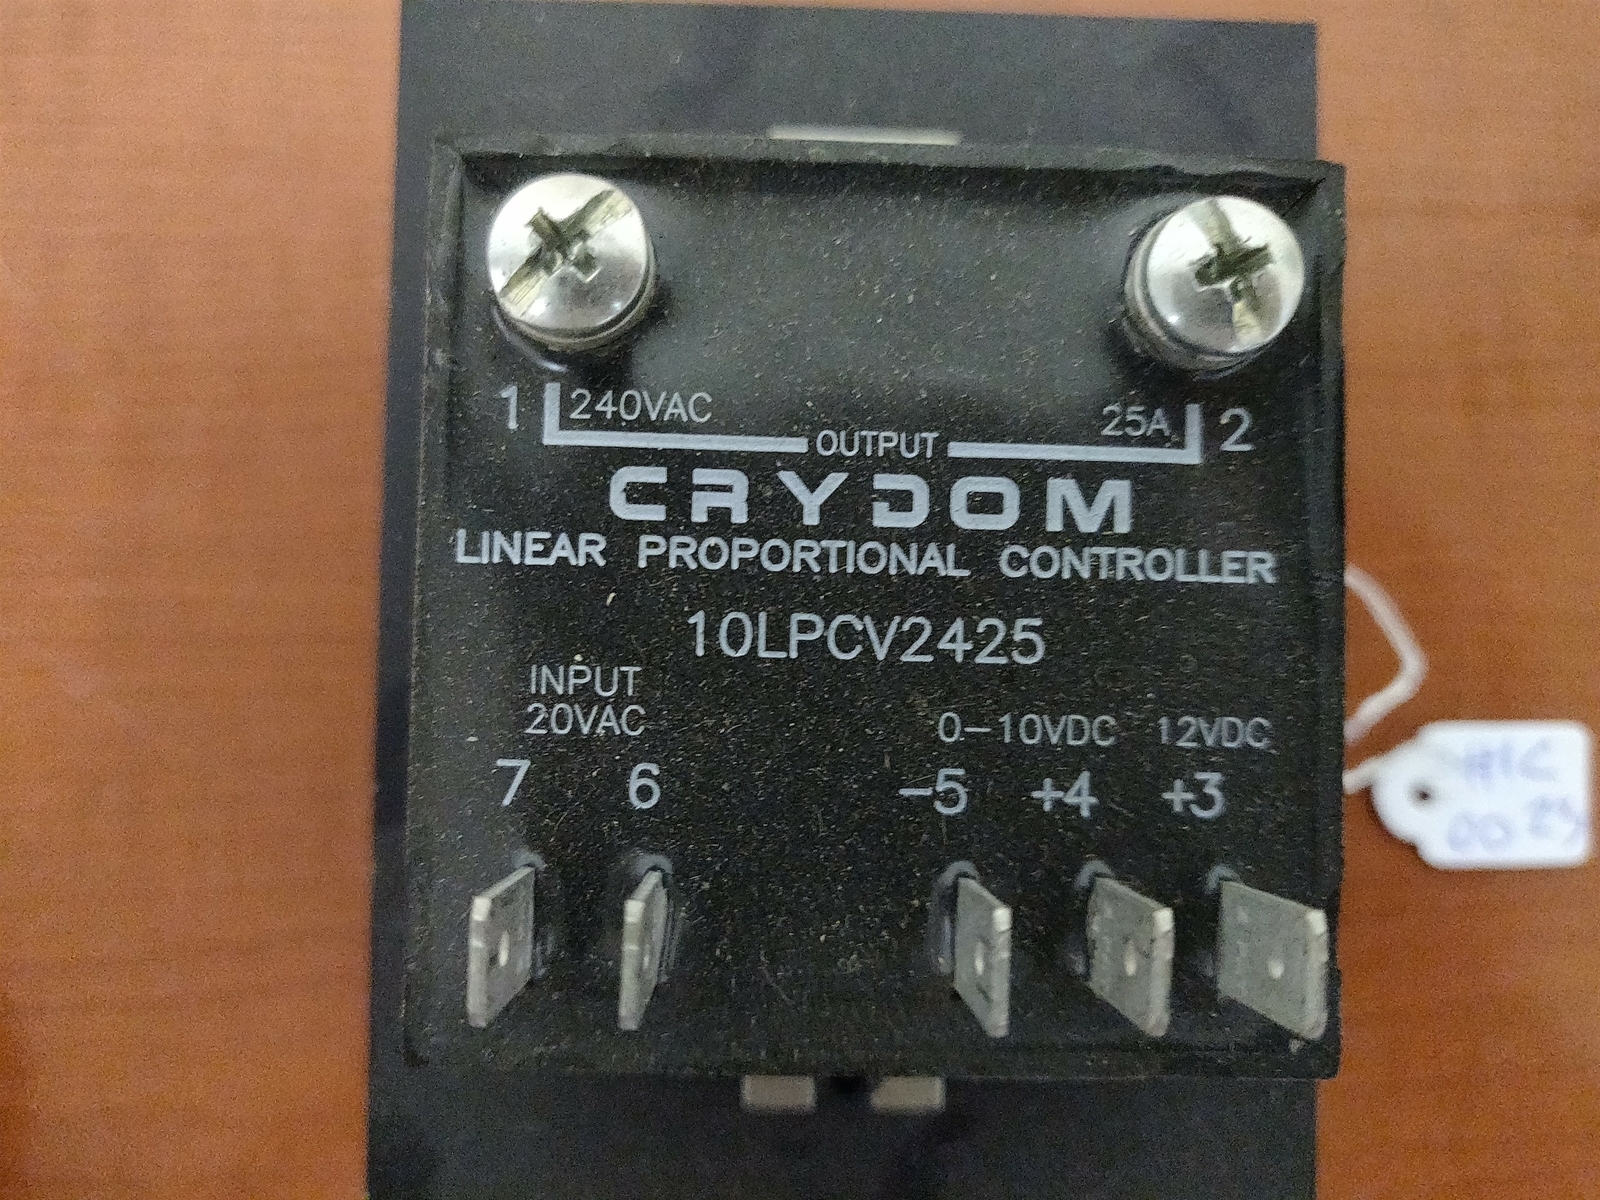 1 240VAC 25A 2
OUTPUT
CRYDOM
LINEAR PROPORTIONAL CONTROLLER
10LPCV2425
INPUT
20VAC 0-10VDC 12VDC
7 6 -5 +4 +3